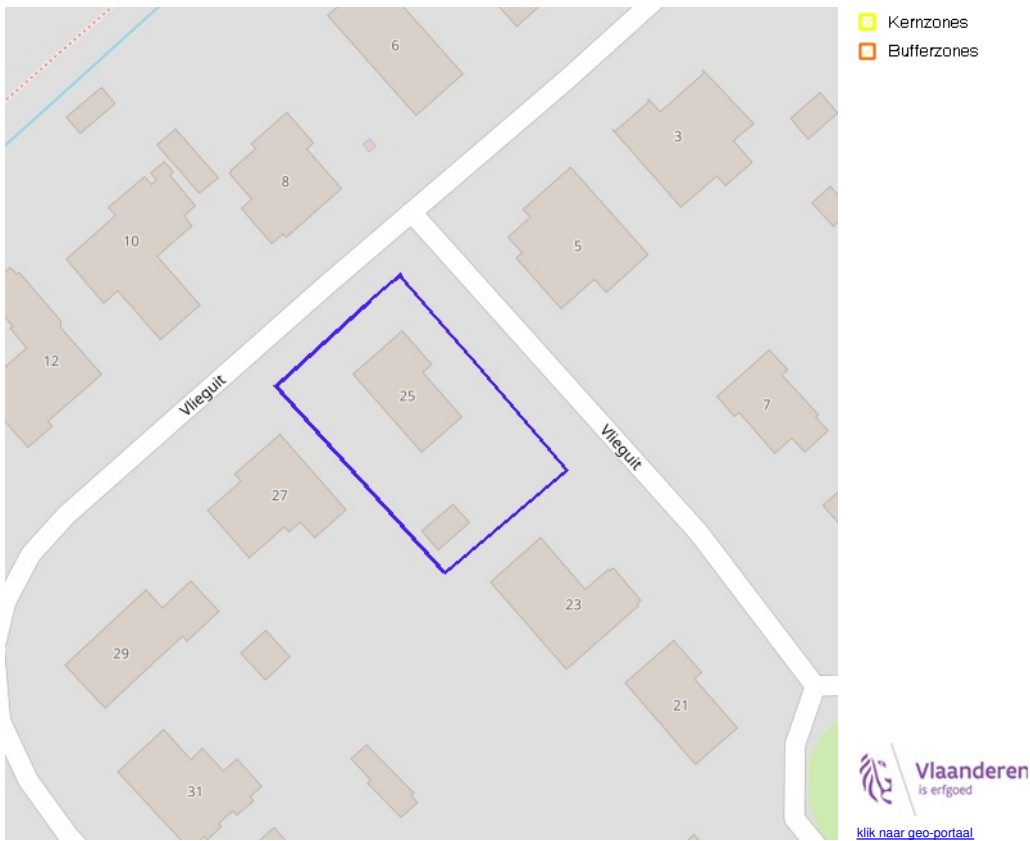 Kernzones
Bufferzones
6
3
8
10
5
12
25
7
Vlieguit
Vlieguit
27
23
29
21
31
Vlaanderen
is erfgoed
klik naar geo-portaal